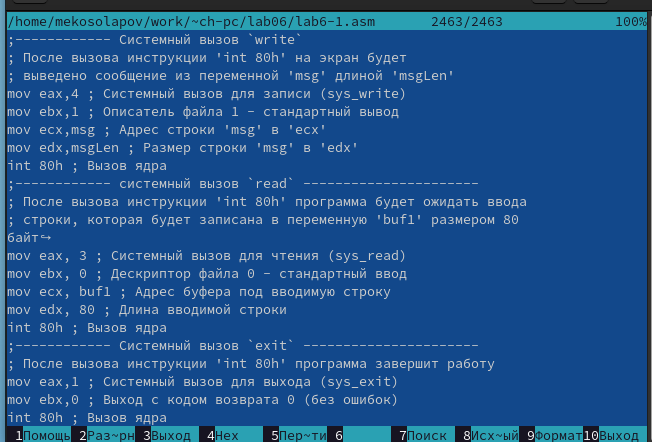 /home/mekosolapov/work/~ch-pc/lab06/lab6-1.asm 2463/2463 100%
;------------ Системный вызов `write`
; После вызова инструкции 'int 80h' на экран будет
; выведено сообщение из переменной 'msg' длиной 'msgLen'
mov eax,4 ; Системный вызов для записи (sys_write)
mov ebx,1 ; Описатель файла 1 - стандартный вывод
mov ecx,msg ; Адрес строки 'msg' в 'ecx'
mov edx,msgLen ; Размер строки 'msg' в 'edx'
int 80h ; Вызов ядра
;------------ системный вызов `read` ----------------------
; После вызова инструкции 'int 80h' программа будет ожидать ввода
; строки, которая будет записана в переменную 'buf1' размером 80
байт↪
mov eax, 3 ; Системный вызов для чтения (sys_read)
mov ebx, 0 ; Дескриптор файла 0 - стандартный ввод
mov ecx, buf1 ; Адрес буфера под вводимую строку
mov edx, 80 ; Длина вводимой строки
int 80h ; Вызов ядра
;------------ Системный вызов `exit` ----------------------
; После вызова инструкции 'int 80h' программа завершит работу
mov eax,1 ; Системный вызов для выхода (sys_exit)
mov ebx,0 ; Выход с кодом возврата 0 (без ошибок)
int 80h ; Вызов ядра
1Помощь 2Раз~рн 3Выход 4Hex 5Пер~ти 6 7Поиск 8Исх~ый 9Формат 10Выход